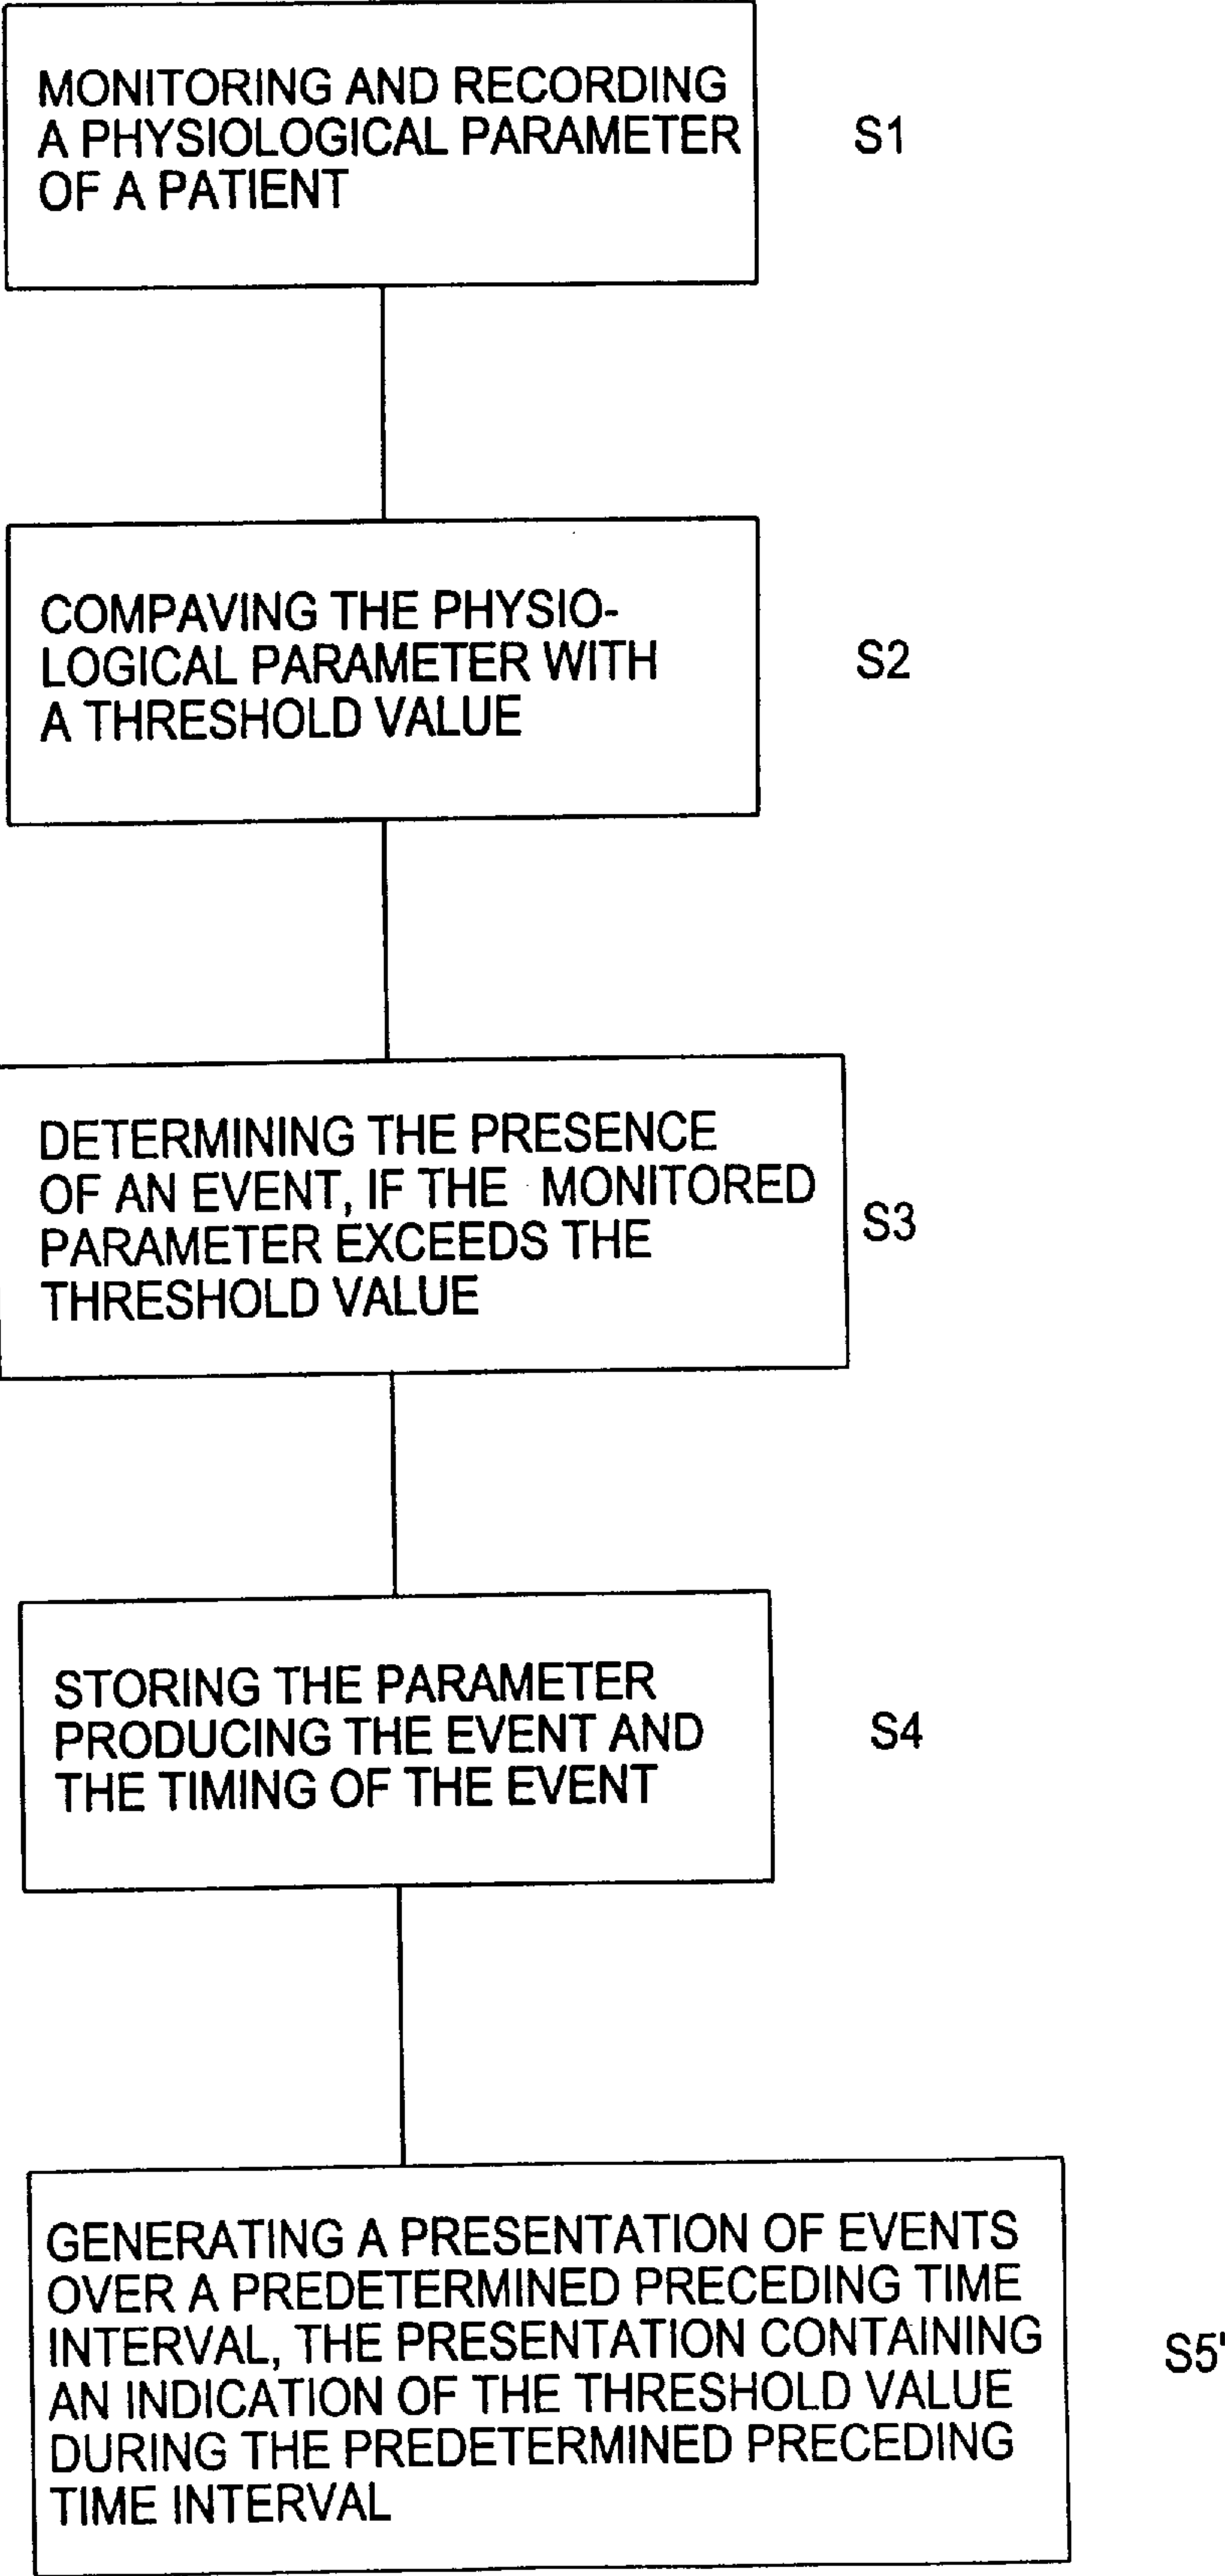 MONITORING AND RECORDING
A PHYSIOLOGICAL PARAMETER
OF A PATIENT
S1
COMPAVING THE PHYSIO-
LOGICAL PARAMETER WITH
A THRESHOLD VALUE
S2
DETERMINING THE PRESENCE
OF AN EVENT, IF THE MONITORED
PARAMETER EXCEEDS THE
THRESHOLD VALUE
S3
STORING THE PARAMETER
PRODUCING THE EVENT AND
THE TIMING OF THE EVENT
S4
GENERATING A PRESENTATION OF EVENTS
OVER A PREDETERMINED PRECEDING TIME
INTERVAL, THE PRESENTATION CONTAINING
AN INDICATION OF THE THRESHOLD VALUE
DURING THE PREDETERMINED PRECEDING
TIME INTERVAL
S5'